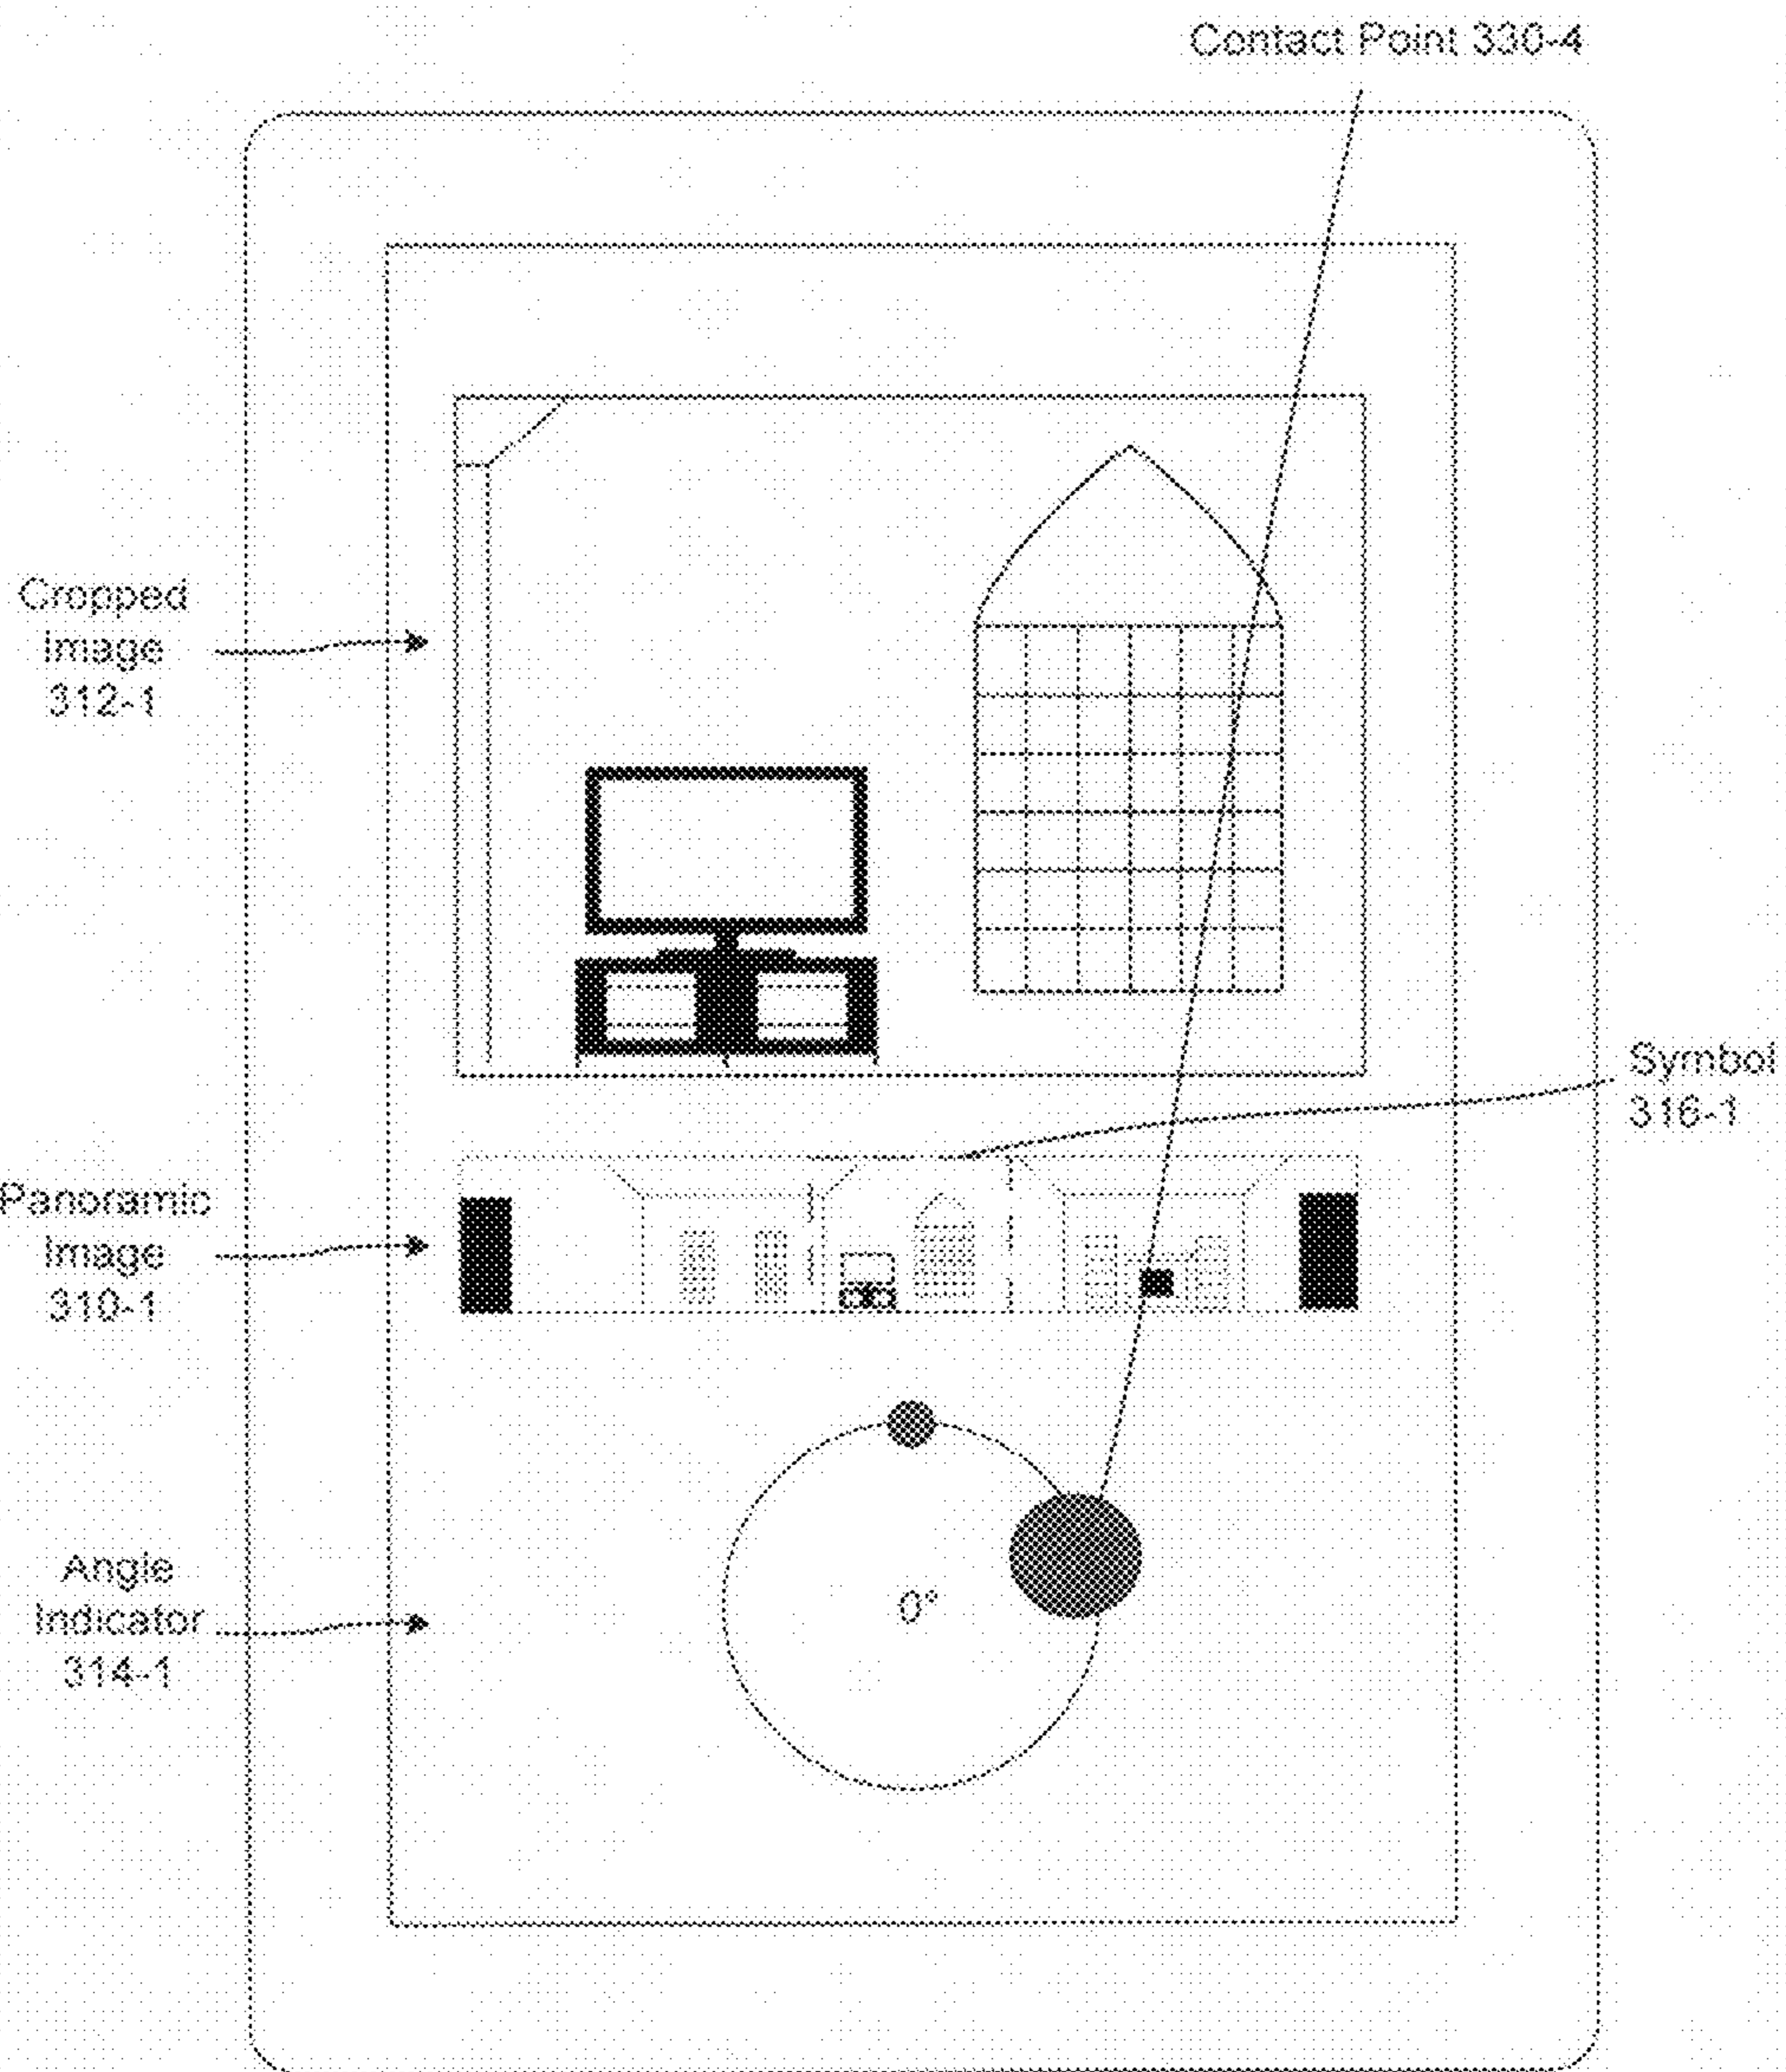 Contact Point 330-4
Cropped
Image
312-1
Symbol
316-1
Panoramic
Image
310-1
0°
Angle
Indicator
314-1